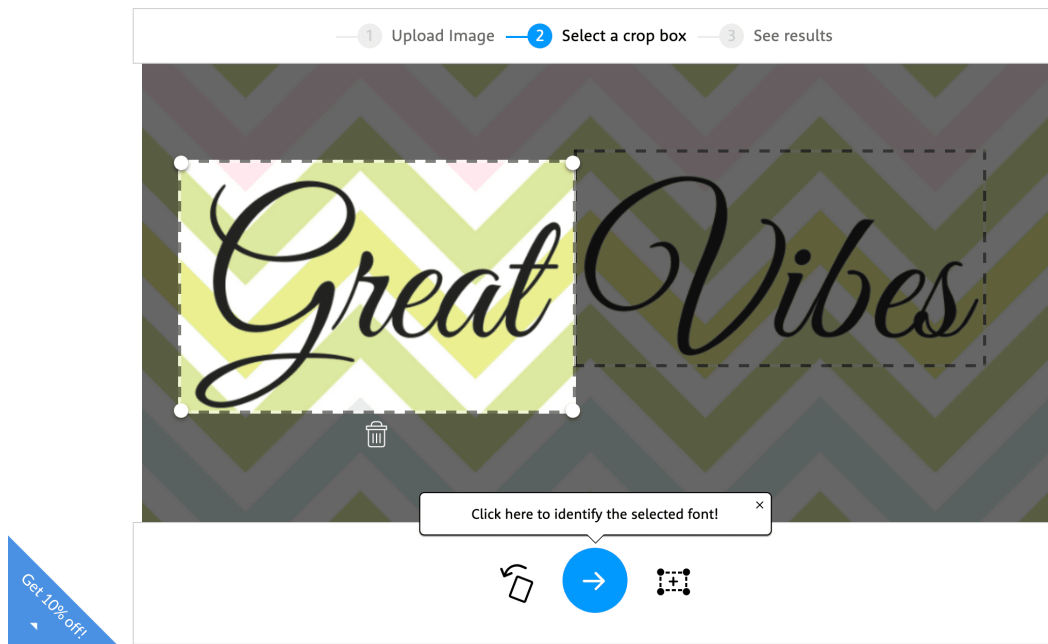 1 Upload Image 2 Select a crop box 3 See results
Great Vibes
Click here to identify the selected font!
Get 10% off!